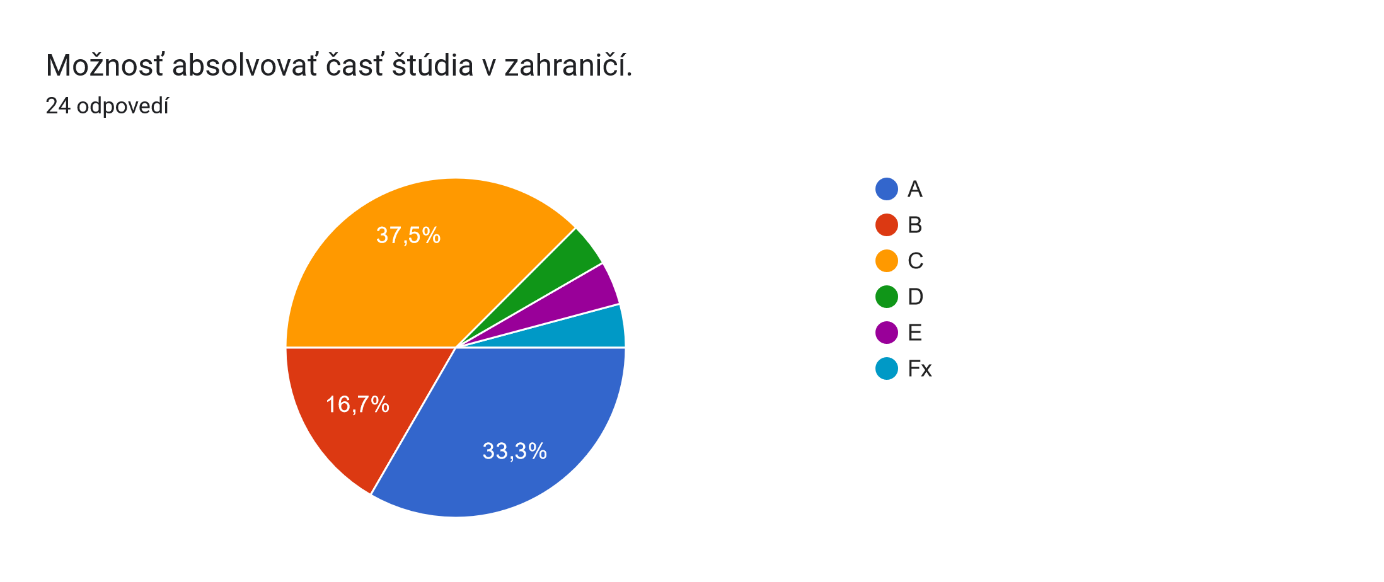 Možnosť absolvovať časť štúdia v zahraničí.
24 odpovedí
37,5%
16,7%
33,3%
A
B
C
D
E
Fx